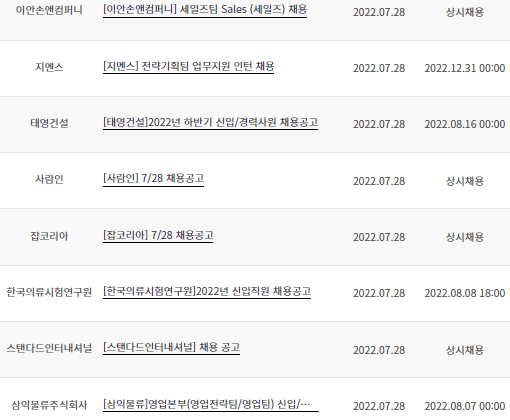 이안손앤컴퍼니 [이안손앤컴퍼니] 세일즈팀 Sales (세일즈) 채용 2022.07.28 상시채용
지멘스 [지멘스] 전략기획팀 업무지원 인턴 채용 2022.07.28 2022.12.31 00:00
태영건설 [태영건설]2022년 하반기 신입/경력사원 채용공고 2022.07.28 2022.08.16 00:00
사람인 [사람인] 7/28 채용공고 2022.07.28 상시채용
잡코리아 [잡코리아] 7/28 채용공고 2022.07.28 상시채용
한국의류시험연구원 [한국의류시험연구원]2022년 신입직원 채용공고 2022.07.28 2022.08.08 18:00
스탠다드인터내셔널 [스탠다드인터내셔널] 채용 공고 2022.07.28 상시채용
삼익물류주식회사 [삼익물류]영업본부(영업전략팀/영업팀) 신입/… 2022.07.28 2022.08.07 00:00